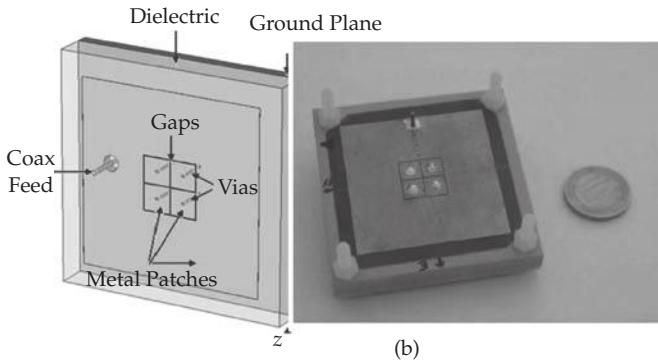 Dielectric
Ground Plane
Gaps
Coax
Feed
Vias
Metal Patches
z
(b)